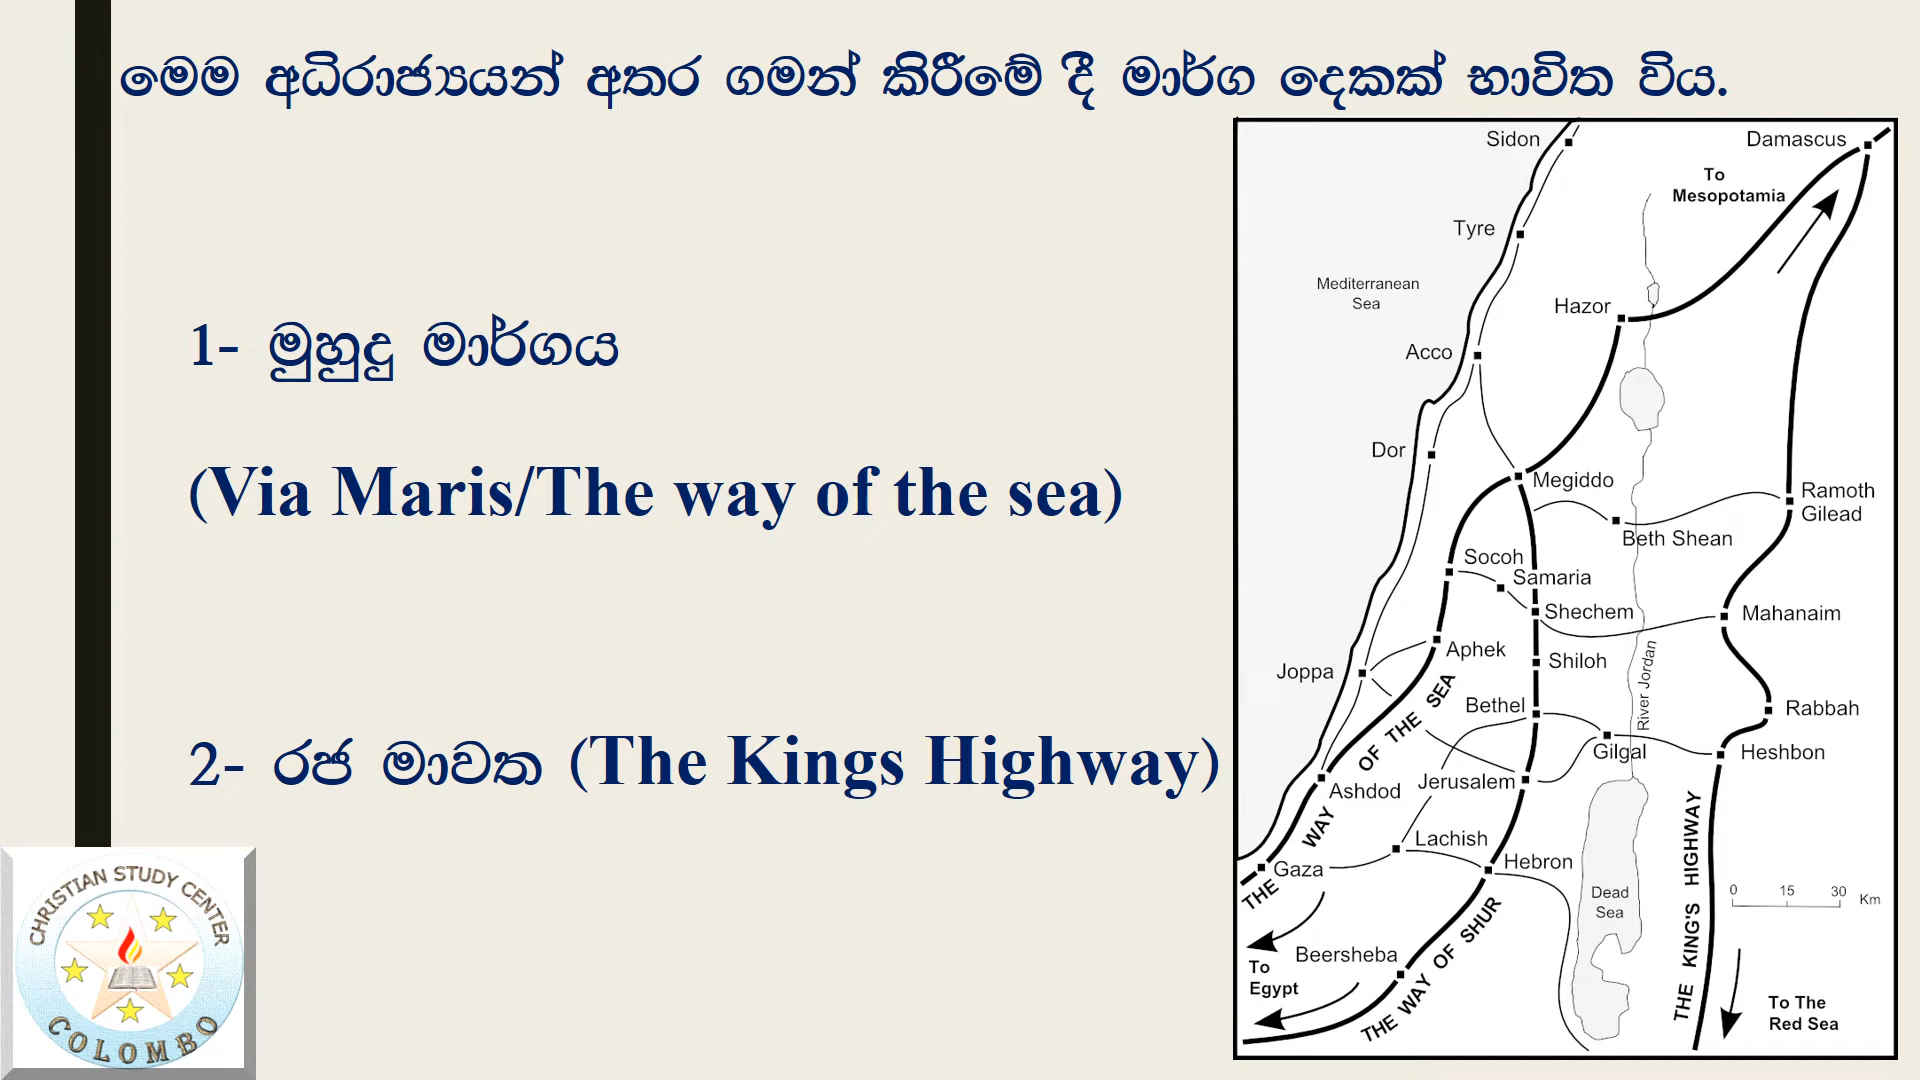 මෙම අධිරාජ්‍යයන් අතර ගමන් කිරීමේ දී මාර්ග දෙකක් භාවිත විය.
1- මුහුදු මාර්ගය
(Via Maris/The way of the sea)
2- රජ මාවත (The Kings Highway)
Sidon
Damascus
To
Mesopotamia
Tyre
Mediterranean
Sea
Hazor
Acco
Dor
Megiddo
Ramoth
Gilead
Beth Shean
Socoh
Samaria
Shechem
Mahanaim
Aphek
Shiloh
Joppa
River Jordan
Bethel
Rabbah
Gilgal
Heshbon
Jerusalem
Ashdod
THE WAY OF THE SEA
Lachish
Hebron
Gaza
Dead
Sea
THE KING'S HIGHWAY
0 15 30 Km
Beersheba
To
Egypt
THE WAY OF SHUR
To The
Red Sea
CHRISTIAN STUDY CENTER
COLOMBO